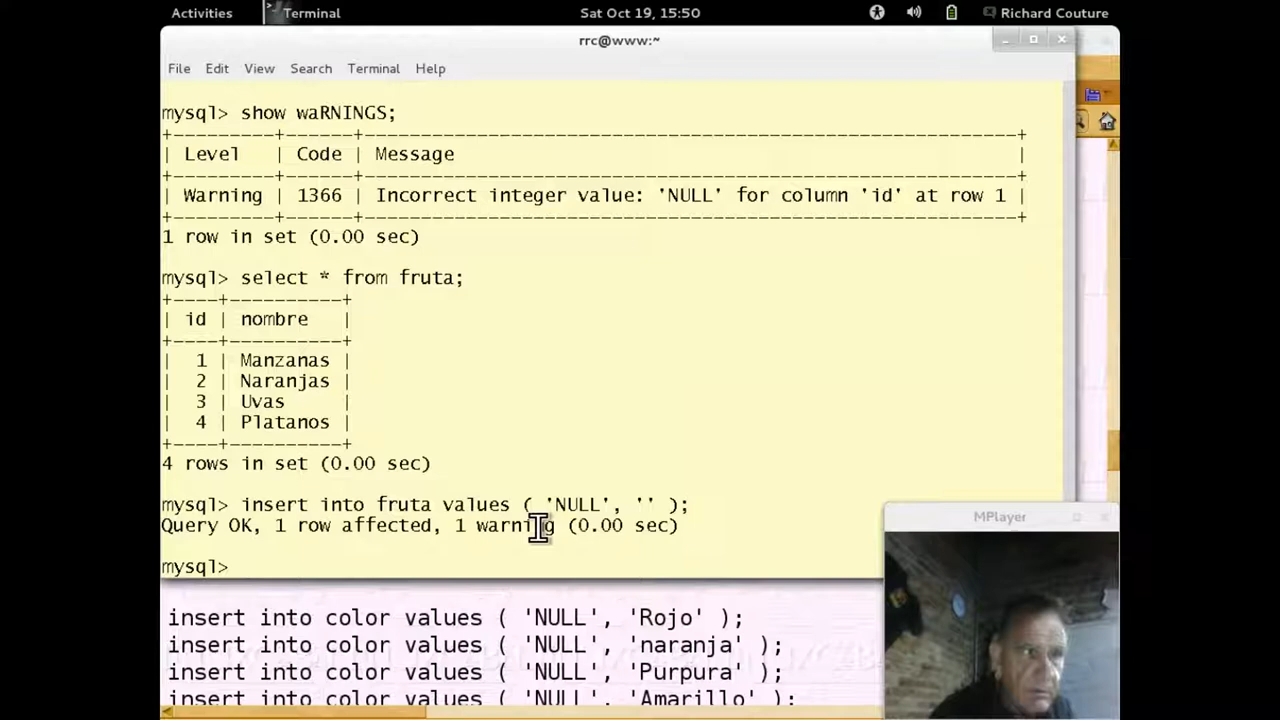 Activities Terminal Sat Oct 19, 15:50 Richard Couture
rrc@www:~
File Edit View Search Terminal Help
mysql> show waRNINGS;
+---------+------+---------------------------------------------------------+
| Level | Code | Message |
+---------+------+---------------------------------------------------------+
| Warning | 1366 | Incorrect integer value: 'NULL' for column 'id' at row 1 |
+---------+------+---------------------------------------------------------+
1 row in set (0.00 sec)
mysql> select * from fruta;
+----+----------+
| id | nombre |
+----+----------+
| 1 | Manzanas |
| 2 | Naranjas |
| 3 | Uvas |
| 4 | Platanos |
+----+----------+
4 rows in set (0.00 sec)
mysql> insert into fruta values ( 'NULL', '' );
Query OK, 1 row affected, 1 warning (0.00 sec)
mysql>
MPlayer
insert into color values ( 'NULL', 'Rojo' );
insert into color values ( 'NULL', 'naranja' );
insert into color values ( 'NULL', 'Purpura' );
insert into color values ( 'NULL', 'Amarillo' );